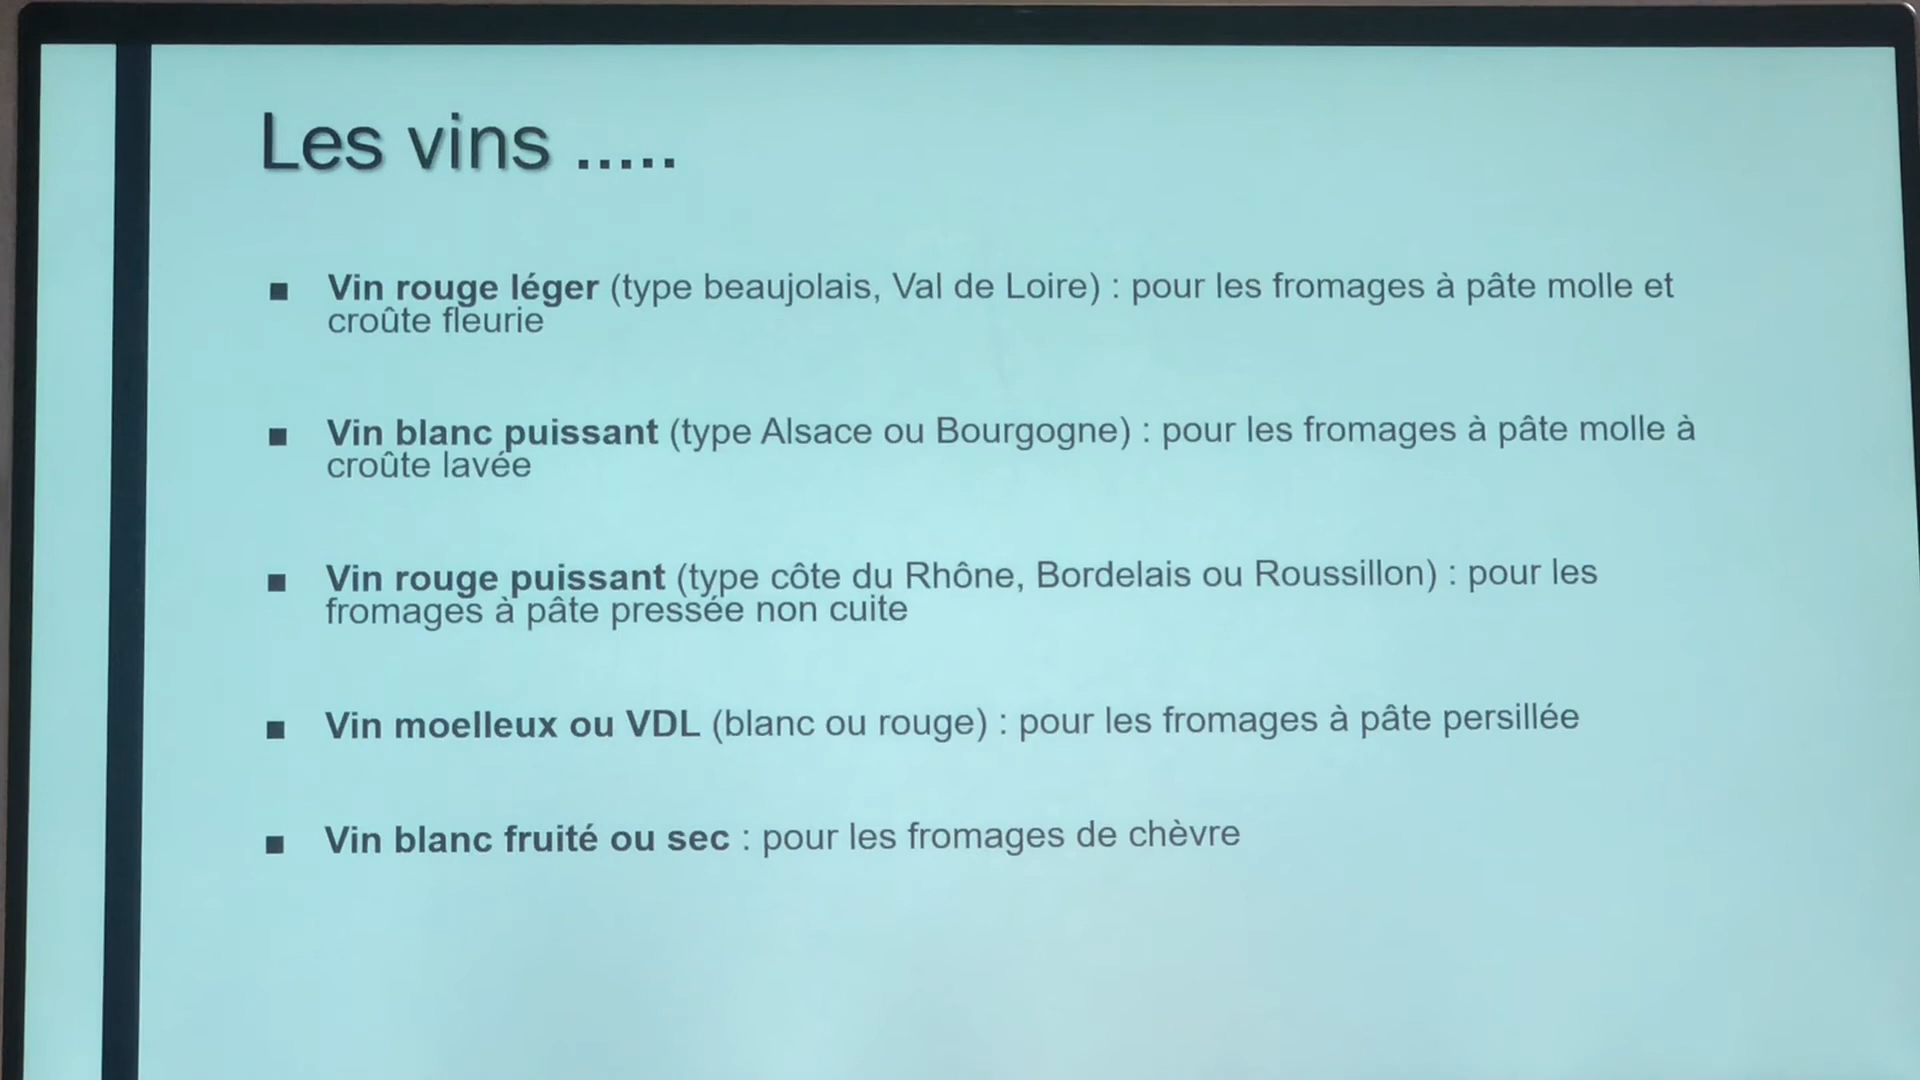 Les vins .....
▪ Vin rouge léger (type beaujolais, Val de Loire) : pour les fromages à pâte molle et
croûte fleurie
▪ Vin blanc puissant (type Alsace ou Bourgogne) : pour les fromages à pâte molle à
croûte lavée
▪ Vin rouge puissant (type côte du Rhône, Bordelais ou Roussillon) : pour les
fromages à pâte pressée non cuite
▪ Vin moelleux ou VDL (blanc ou rouge) : pour les fromages à pâte persillée
▪ Vin blanc fruité ou sec : pour les fromages de chèvre